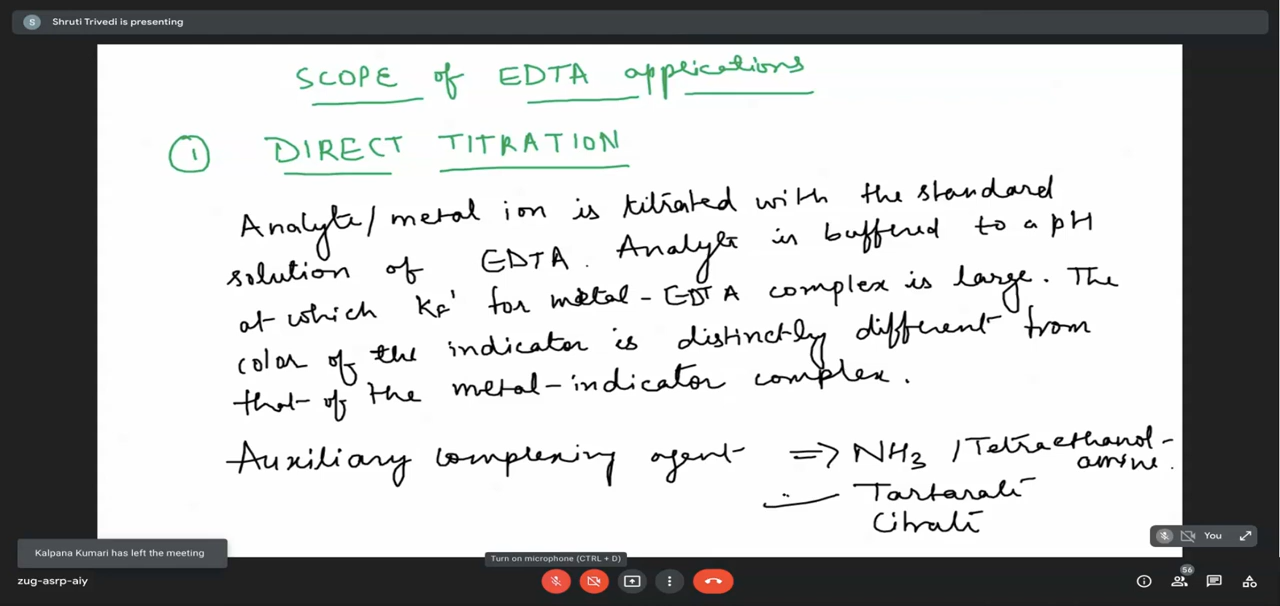 S Shruti Trivedi is presenting
SCOPE of EDTA applications
1 DIRECT TITRATION
Analyte/metal ion is titrated with the standard
solution of EDTA. Analyte is buffered to a pH
at which Kf' for metal-EDTA complex is large. The
color of the indicator is distinctly different from
that of the metal-indicator complex.
Auxiliary complexing agent => NH3 / Tetraethanol-
amine.
Tartarate
Citrate
Kalpana Kumari has left the meeting
You
Turn on microphone (CTRL + D)
zug-asrp-aiy
56